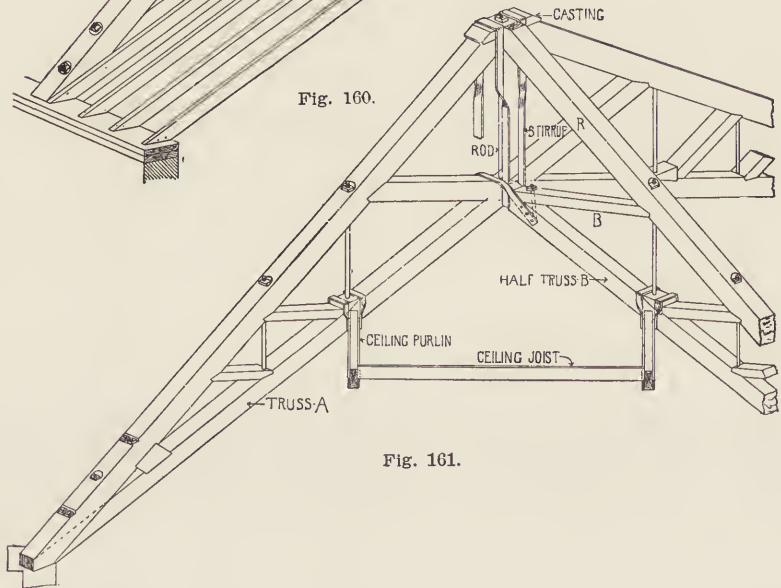 CASTING
Fig. 160.
STIRRUP
R
ROD
B
HALF TRUSS-B
CEILING PURLIN
CEILING JOIST
TRUSS-A
Fig. 161.